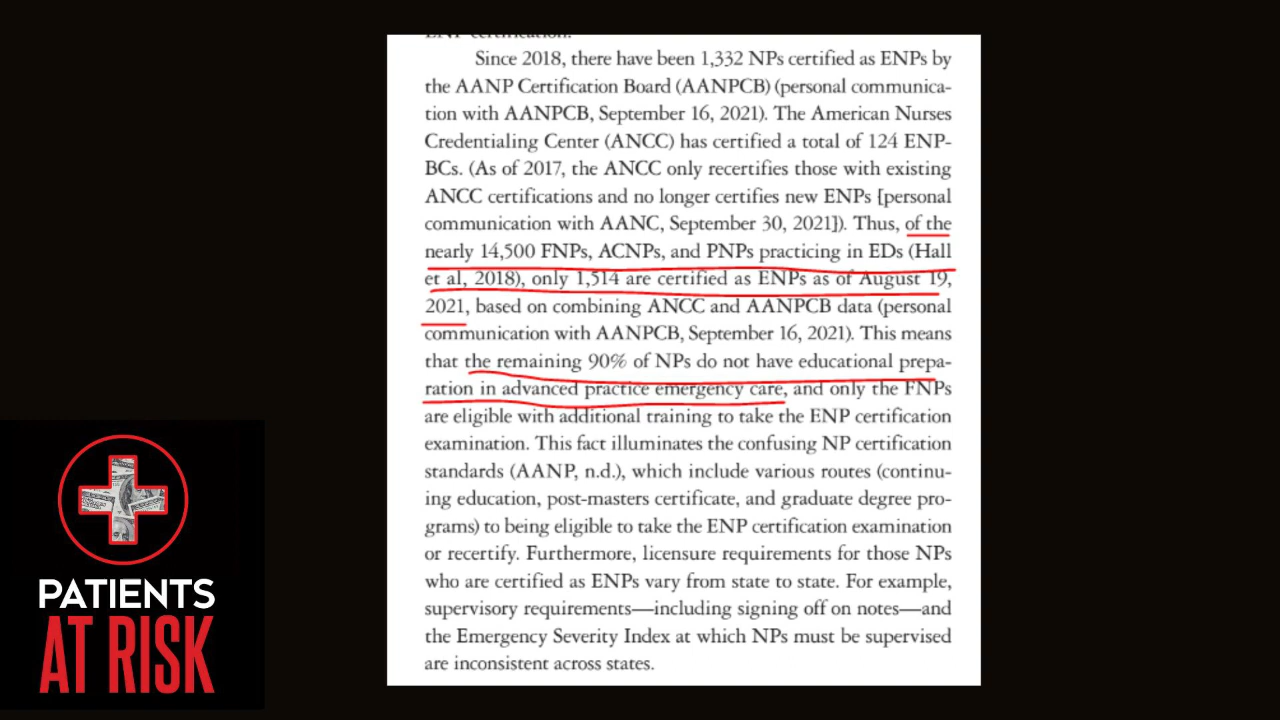 ENP certification.
Since 2018, there have been 1,332 NPs certified as ENPs by
the AANP Certification Board (AANPCB) (personal communica-
tion with AANPCB, September 16, 2021). The American Nurses
Credentialing Center (ANCC) has certified a total of 124 ENP-
BCs. (As of 2017, the ANCC only recertifies those with existing
ANCC certifications and no longer certifies new ENPs [personal
communication with AANC, September 30, 2021]). Thus, of the
nearly 14,500 FNPs, ACNPs, and PNPs practicing in EDs (Hall
et al, 2018), only 1,514 are certified as ENPs as of August 19,
2021, based on combining ANCC and AANPCB data (personal
communication with AANPCB, September 16, 2021). This means
that the remaining 90% of NPs do not have educational prepa-
ration in advanced practice emergency care, and only the FNPs
are eligible with additional training to take the ENP certification
examination. This fact illuminates the confusing NP certification
standards (AANP, n.d.), which include various routes (continu-
ing education, post-masters certificate, and graduate degree pro-
grams) to being eligible to take the ENP certification examination
or recertify. Furthermore, licensure requirements for those NPs
who are certified as ENPs vary from state to state. For example,
supervisory requirements—including signing off on notes—and
the Emergency Severity Index at which NPs must be supervised
are inconsistent across states.
PATIENTS
AT RISK